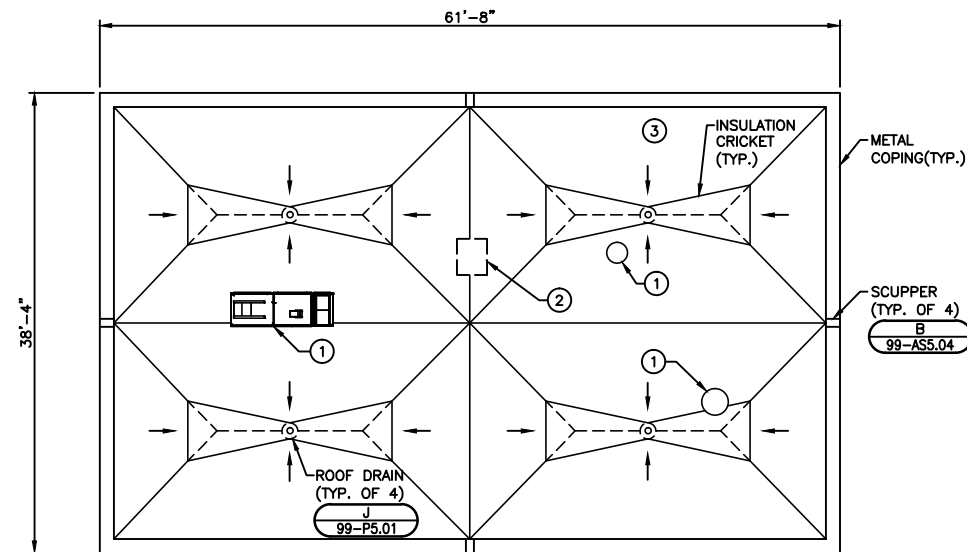 61'-8"
3
INSULATION
CRICKET
(TYP.)
METAL
COPING(TYP.)
1
2
38'-4"
SCUPPER
(TYP. OF 4)
B
99-AS5.04
1
1
ROOF DRAIN
(TYP. OF 4)
J
99-P5.01